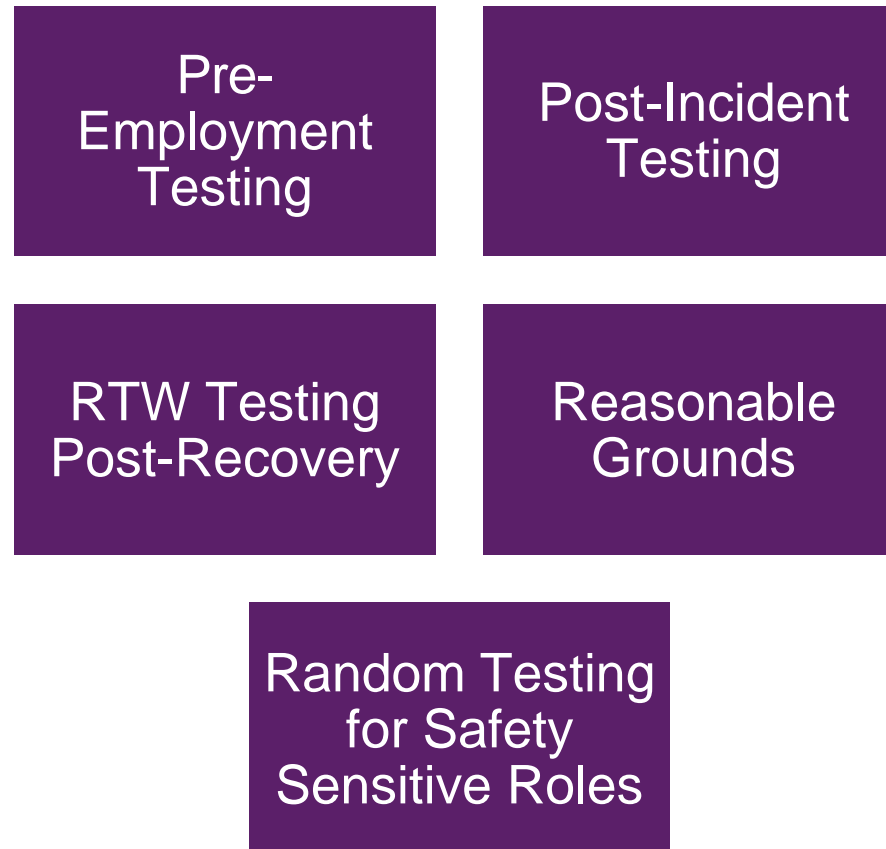 Pre-
Employment
Testing
Post-Incident
Testing
RTW Testing
Post-Recovery
Reasonable
Grounds
Random Testing
for Safety
Sensitive Roles